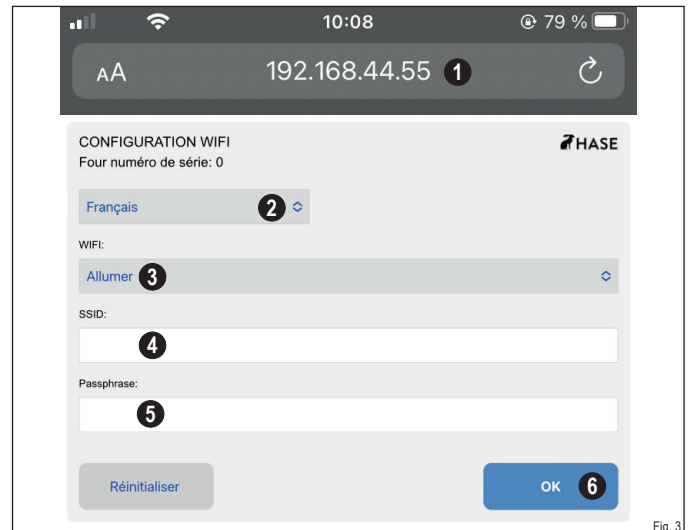 10:08 79 %
AA 192.168.44.55 1
CONFIGURATION WIFI HASE
Four numéro de série: 0
Français 2
WIFI:
Allumer 3
SSID:
4
Passphrase:
5
Réinitialiser OK 6
Fig. 3